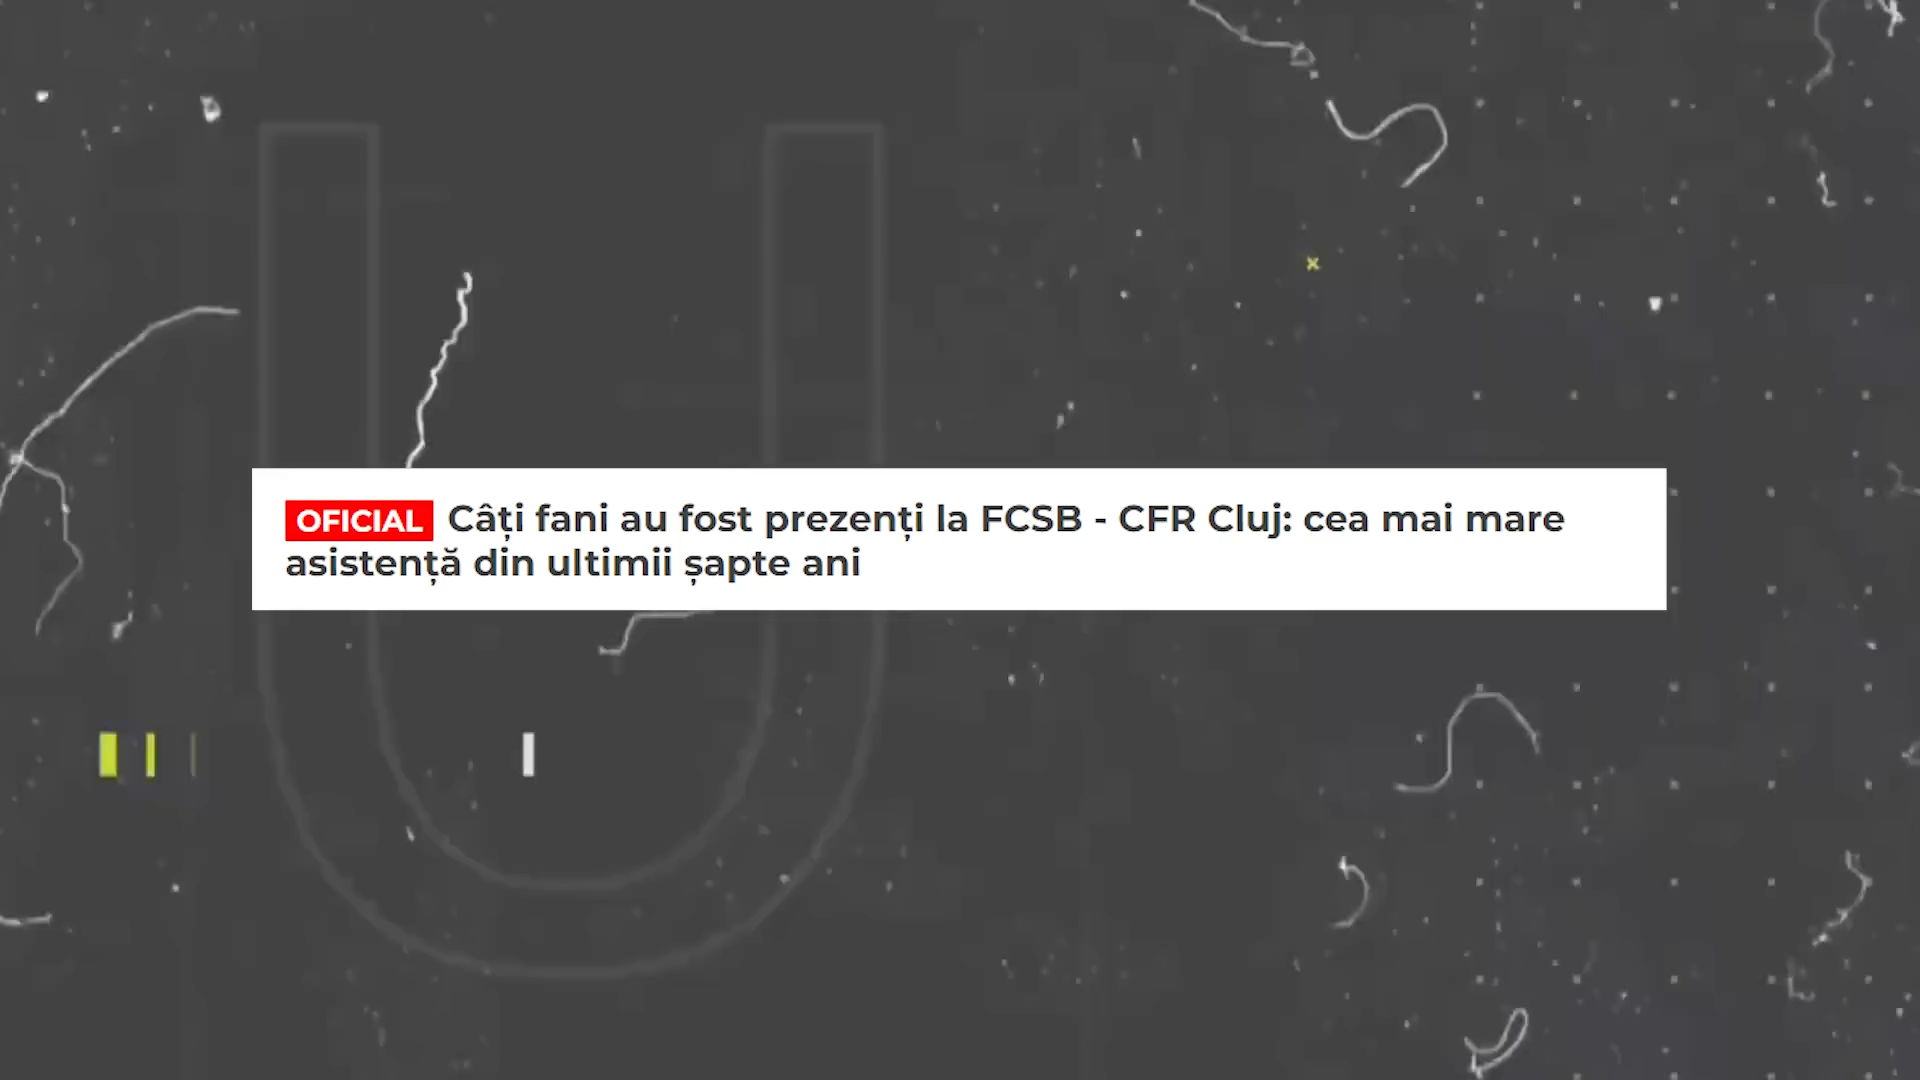 OFICIAL Câți fani au fost prezenți la FCSB - CFR Cluj: cea mai mare
asistență din ultimii șapte ani